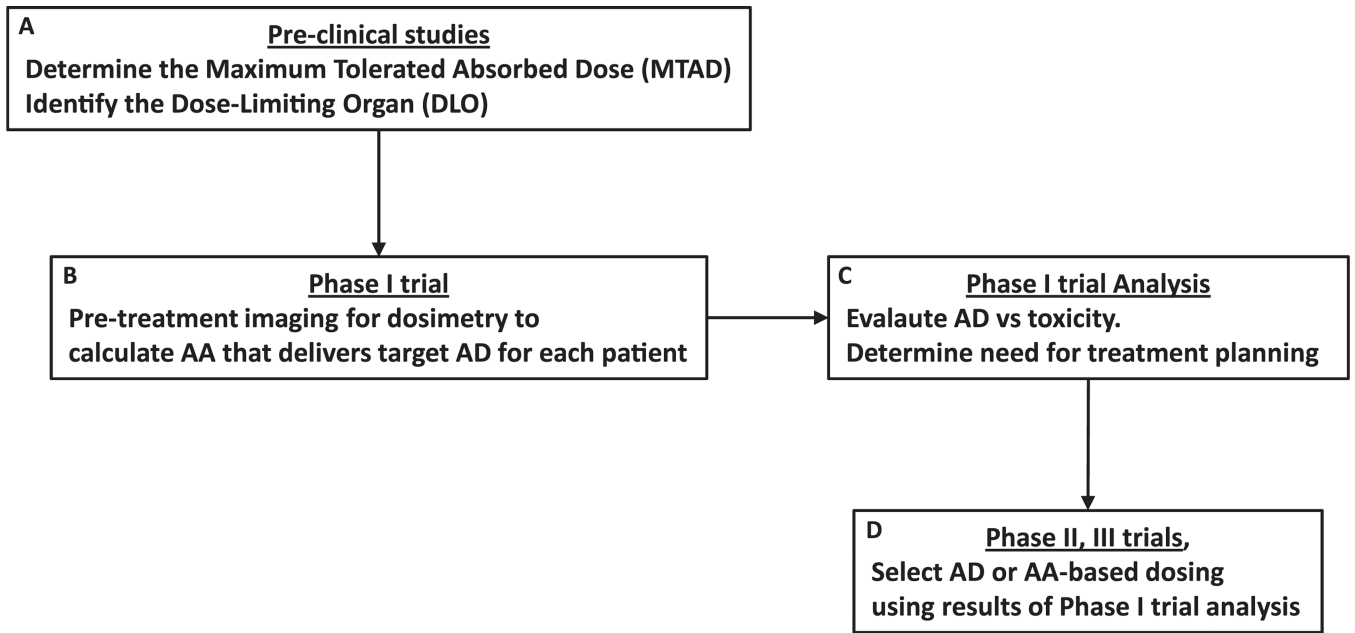 A
Pre-clinical studies
Determine the Maximum Tolerated Absorbed Dose (MTAD)
Identify the Dose-Limiting Organ (DLO)
B
Phase I trial
Pre-treatment imaging for dosimetry to
calculate AA that delivers target AD for each patient
C
Phase I trial Analysis
Evalaute AD vs toxicity.
Determine need for treatment planning
D
Phase II, III trials,
Select AD or AA-based dosing
using results of Phase I trial analysis